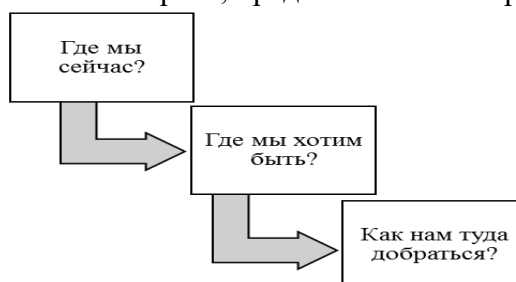 Где мы
сейчас?
Где мы хотим
быть?
Как нам туда
добраться?